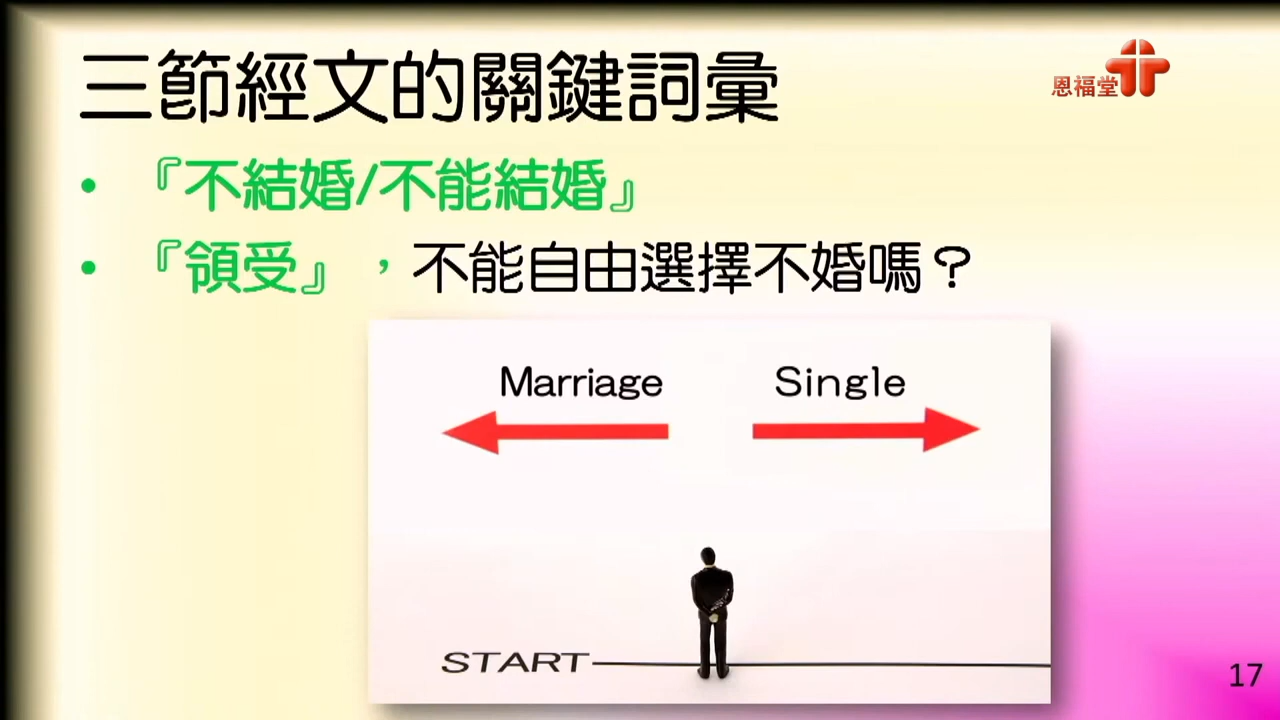 三節經文的關鍵詞彙
恩福堂
• 『不結婚/不能結婚』
• 『領受』,不能自由選擇不婚嗎?
Marriage Single
START
17